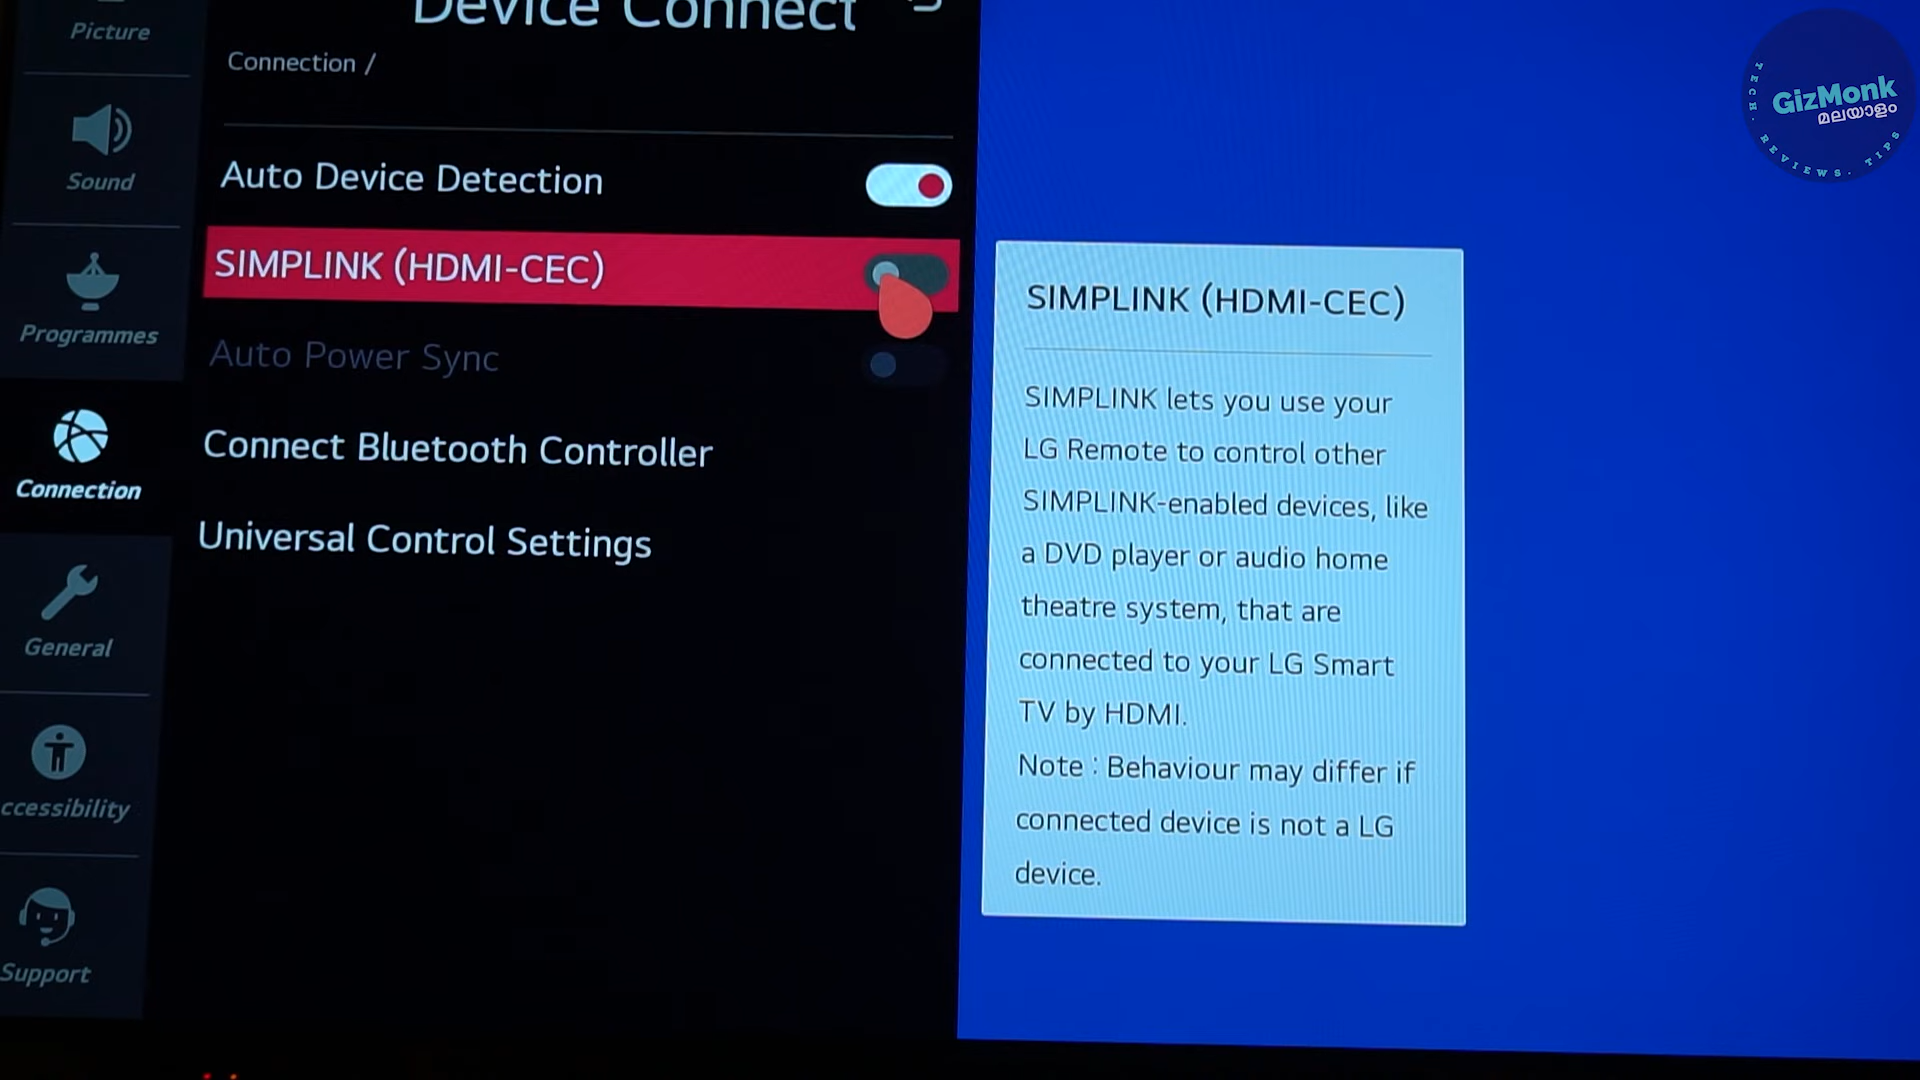 Device Connect
Picture
Connection /
Sound
Auto Device Detection
SIMPLINK (HDMI-CEC)
Programmes
Auto Power Sync
Connect Bluetooth Controller
Connection
Universal Control Settings
General
ccessibility
Support
SIMPLINK (HDMI-CEC)
SIMPLINK lets you use your
LG Remote to control other
SIMPLINK-enabled devices, like
a DVD player or audio home
theatre system, that are
connected to your LG Smart
TV by HDMI.
Note : Behaviour may differ if
connected device is not a LG
device.
GizMonk
മലയാളം
TECH. REVIEWS. TIPS